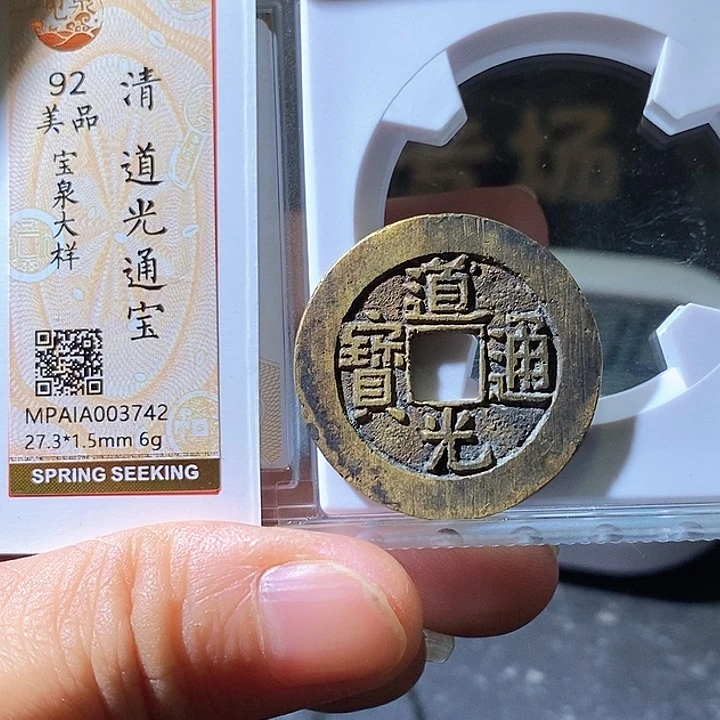 92
美品
宝泉大样
清 道光通宝
MPAIA003742
27.3*1.5mm 6g
SPRING SEEKING
道光通寳